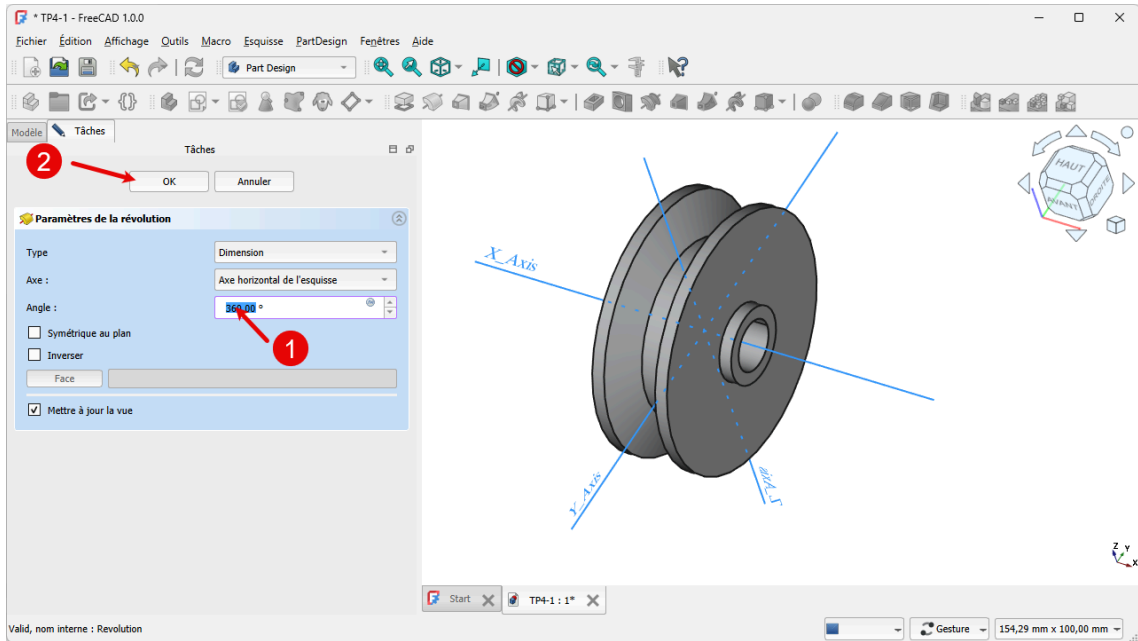 * TP4-1 - FreeCAD 1.0.0
Fichier Édition Affichage Outils Macro Esquisse PartDesign Fenêtres Aide
Part Design
Modèle Tâches
Tâches
2
OK Annuler
Paramètres de la révolution
Type Dimension
Axe : Axe horizontal de l'esquisse
Angle : 360,00 °
Symétrique au plan
1
Inverser
Face
Mettre à jour la vue
X_Axis
Y_Axis
Z_Axis
HAUT
DROITE
Z Y
X
Start TP4-1 : 1*
Valid, nom interne : Revolution
Gesture 154,29 mm x 100,00 mm